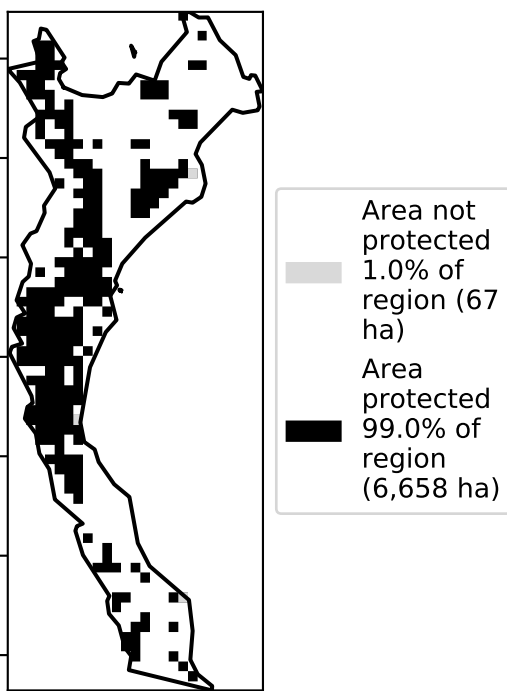 Area not
protected
1.0% of
region (67
ha)
Area
protected
99.0% of
region
(6,658 ha)